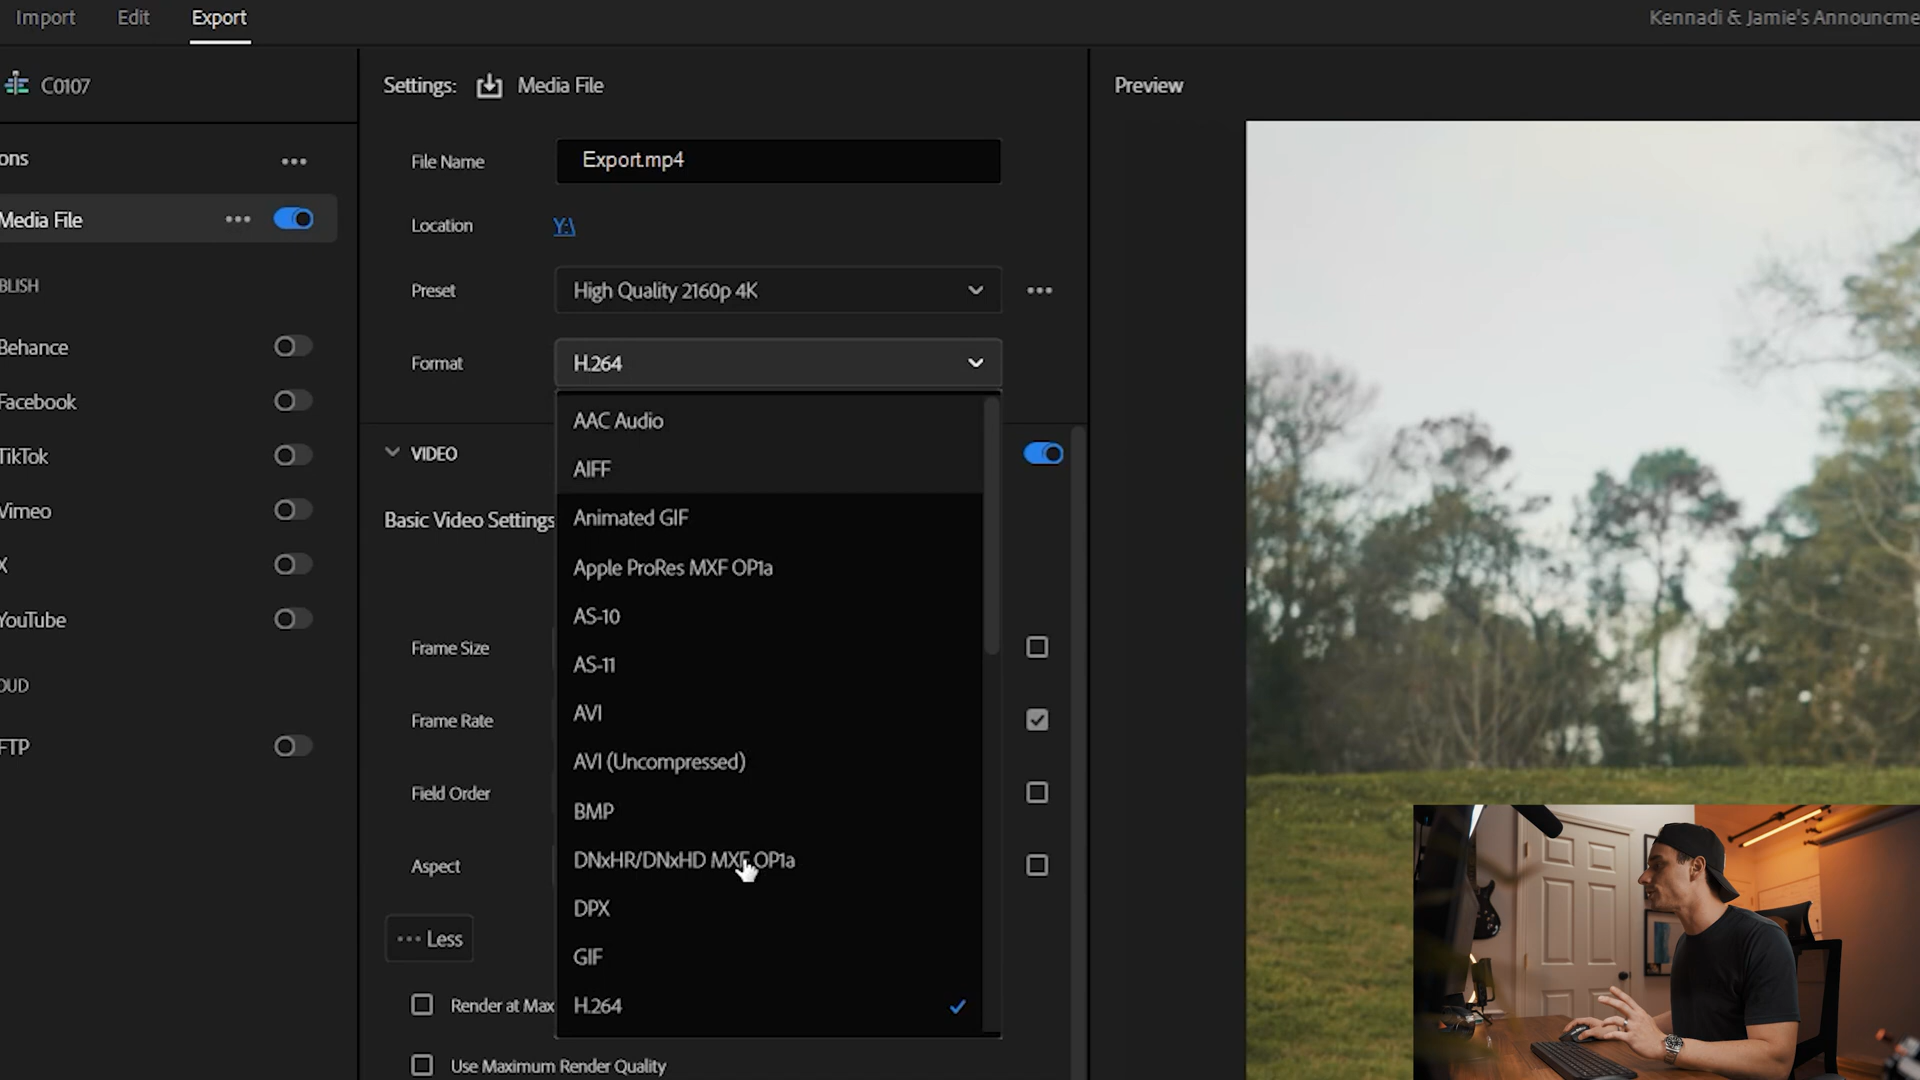 Import
Edit
Export
Kennadi & Jamie's Announcme
C0107
ons
Media File
BLISH
Behance
Facebook
TikTok
Vimeo
X
YouTube
OUD
FTP
Settings:
Media File
File Name
Export.mp4
Location
Y:\
Preset
High Quality 2160p 4K
Format
H.264
VIDEO
Basic Video Settings
Frame Size
Frame Rate
Field Order
Aspect
Less
Render at Max
Use Maximum Render Quality
AAC Audio
AIFF
Animated GIF
Apple ProRes MXF OP1a
AS-10
AS-11
AVI
AVI (Uncompressed)
BMP
DNxHR/DNxHD MXF OP1a
DPX
GIF
H.264
Preview